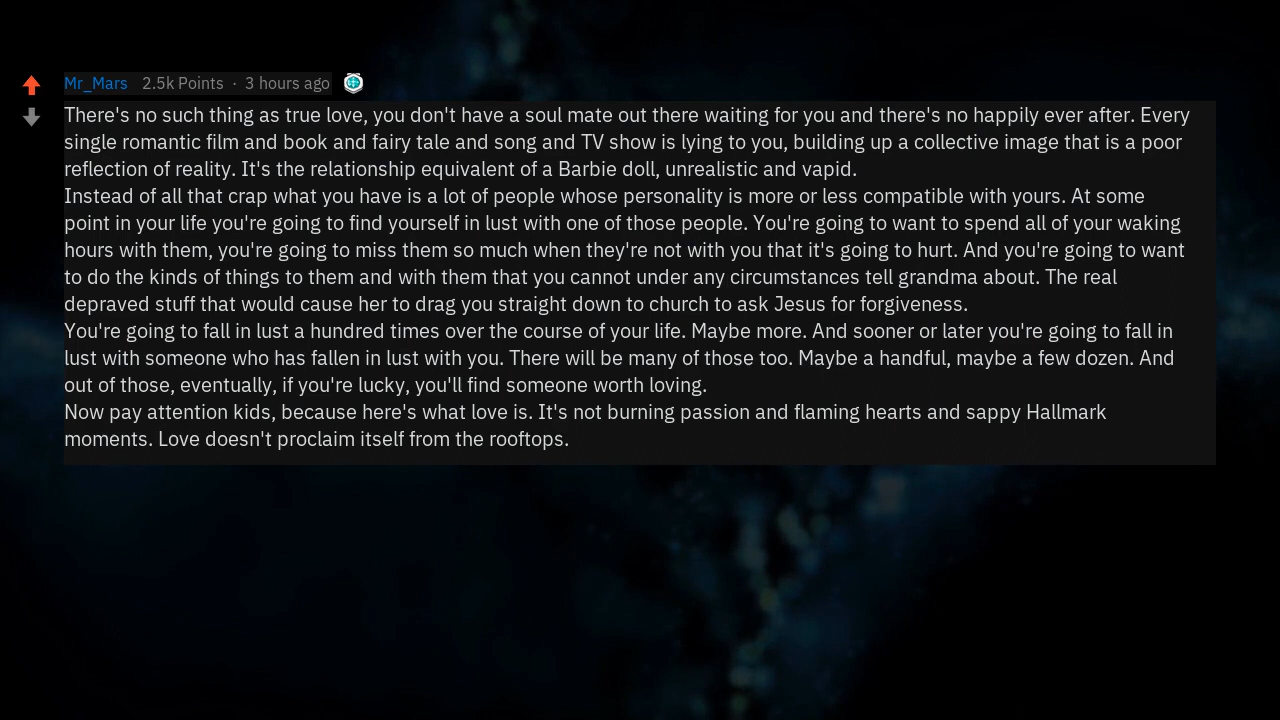 Mr_Mars 2.5k Points · 3 hours ago
There's no such thing as true love, you don't have a soul mate out there waiting for you and there's no happily ever after. Every
single romantic film and book and fairy tale and song and TV show is lying to you, building up a collective image that is a poor
reflection of reality. It's the relationship equivalent of a Barbie doll, unrealistic and vapid.
Instead of all that crap what you have is a lot of people whose personality is more or less compatible with yours. At some
point in your life you're going to find yourself in lust with one of those people. You're going to want to spend all of your waking
hours with them, you're going to miss them so much when they're not with you that it's going to hurt. And you're going to want
to do the kinds of things to them and with them that you cannot under any circumstances tell grandma about. The real
depraved stuff that would cause her to drag you straight down to church to ask Jesus for forgiveness.
You're going to fall in lust a hundred times over the course of your life. Maybe more. And sooner or later you're going to fall in
lust with someone who has fallen in lust with you. There will be many of those too. Maybe a handful, maybe a few dozen. And
out of those, eventually, if you're lucky, you'll find someone worth loving.
Now pay attention kids, because here's what love is. It's not burning passion and flaming hearts and sappy Hallmark
moments. Love doesn't proclaim itself from the rooftops.